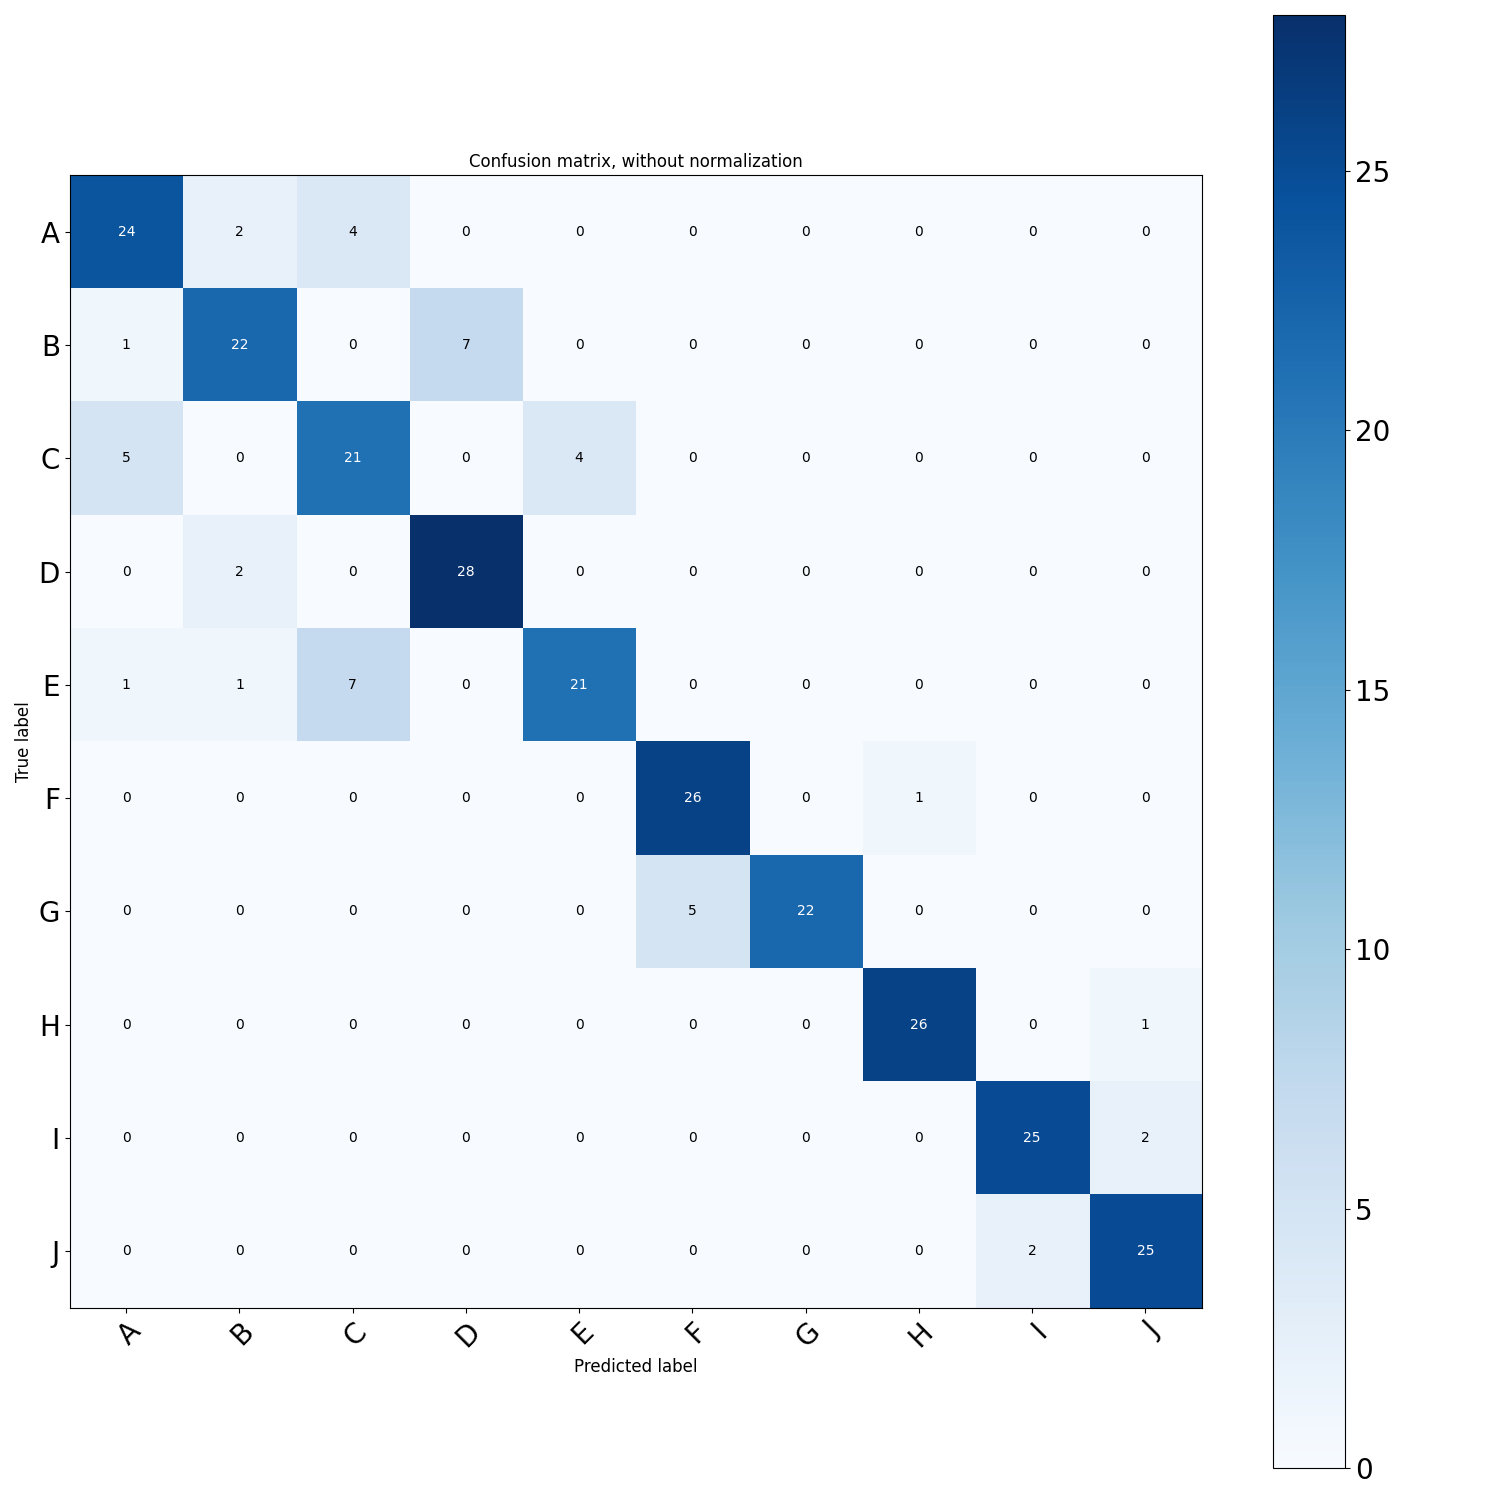 Confusion matrix, without normalization
A 24 2 4 0 0 0 0 0 0 0
B 1 22 0 7 0 0 0 0 0 0
C 5 0 21 0 4 0 0 0 0 0
D 0 2 0 28 0 0 0 0 0 0
E 1 1 7 0 21 0 0 0 0 0
F 0 0 0 0 0 26 0 1 0 0
G 0 0 0 0 0 5 22 0 0 0
H 0 0 0 0 0 0 0 26 0 1
I 0 0 0 0 0 0 0 0 25 2
J 0 0 0 0 0 0 0 0 2 25
A B C D E F G H I J
Predicted label
True label
25
20
15
10
5
0